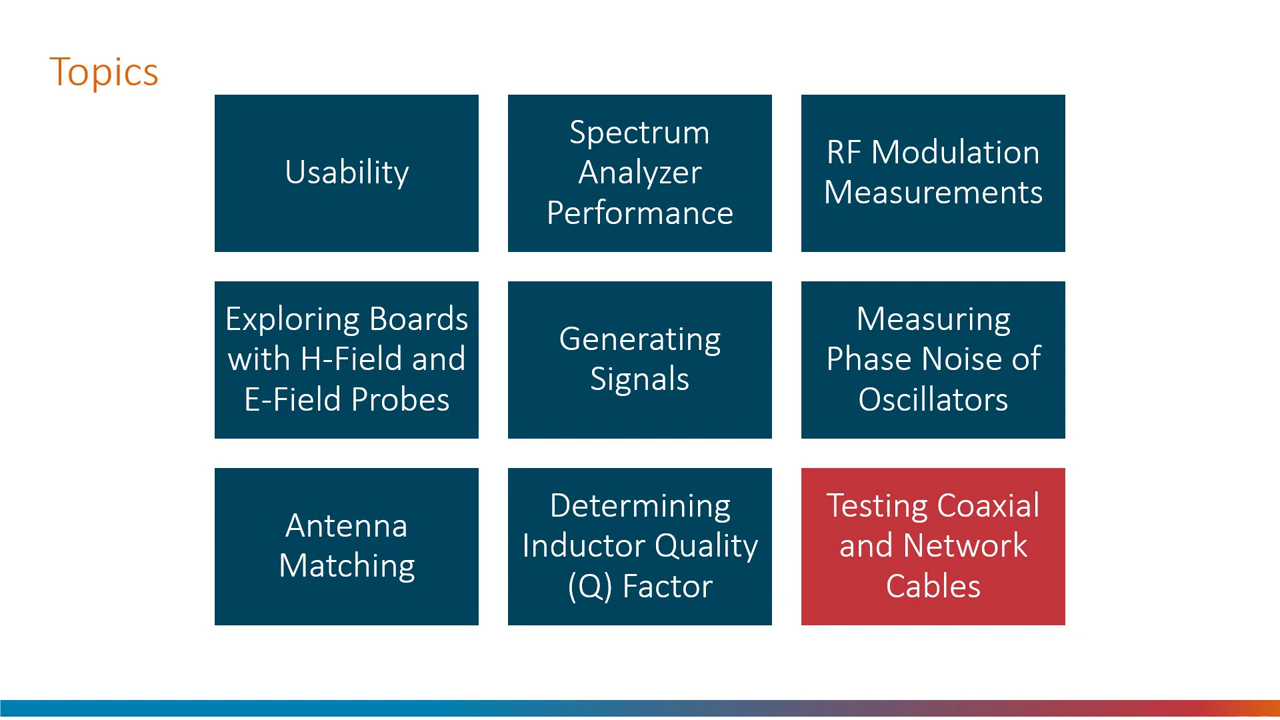 Topics
Usability
Spectrum
Analyzer
Performance
RF Modulation
Measurements
Exploring Boards
with H-Field and
E-Field Probes
Generating
Signals
Measuring
Phase Noise of
Oscillators
Antenna
Matching
Determining
Inductor Quality
(Q) Factor
Testing Coaxial
and Network
Cables